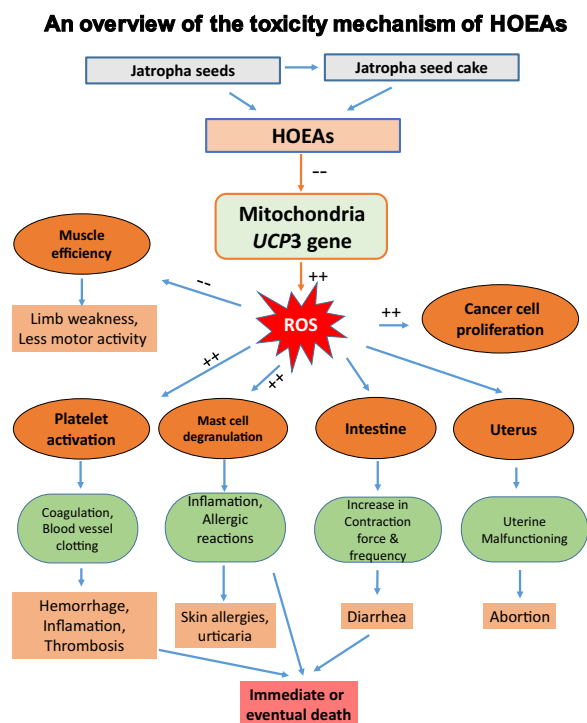 An overview of the toxicity mechanism of HOEAs
Jatropha seeds
Jatropha seed cake
HOEAs
--
Mitochondria
UCP3 gene
++
Muscle
efficiency
--
ROS
++
Cancer cell
proliferation
Limb weakness,
Less motor activity
++
++
Platelet
activation
Mast cell
degranulation
Intestine
Uterus
Coagulation,
Blood vessel
clotting
Inflamation,
Allergic
reactions
Increase in
Contraction
force &
frequency
Uterine
Malfunctioning
Hemorrhage,
Inflamation,
Thrombosis
Skin allergies,
urticaria
Diarrhea
Abortion
Immediate or
eventual death